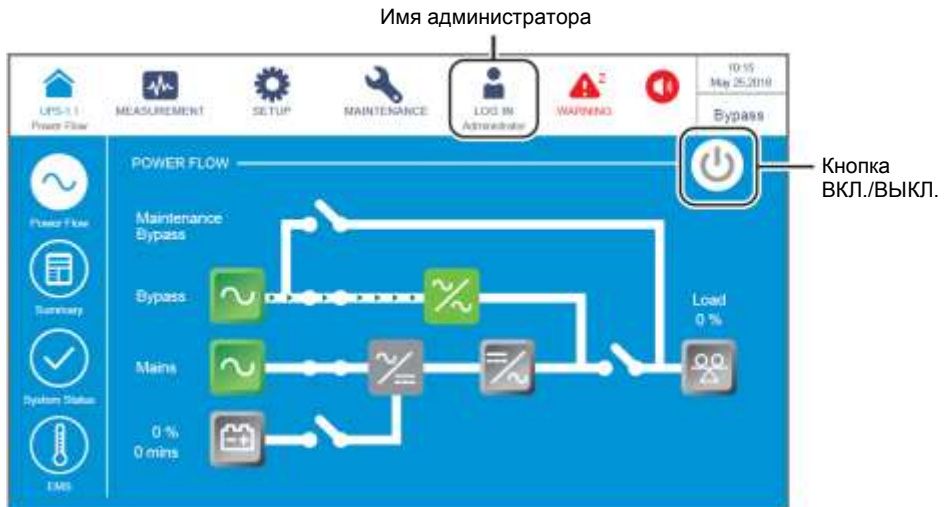 Имя администратора
10:15
May 25,2018
UPS-1.1
Power Flow
MEASUREMENT
SETUP
MAINTENANCE
LOG IN
Administrator
2
WARNING
Bypass
POWER FLOW
Кнопка
ВКЛ./ВЫКЛ.
Power Flow
Maintenance
Bypass
Summary
Bypass
Load
0 %
Mains
System Status
0 %
0 mins
EMS